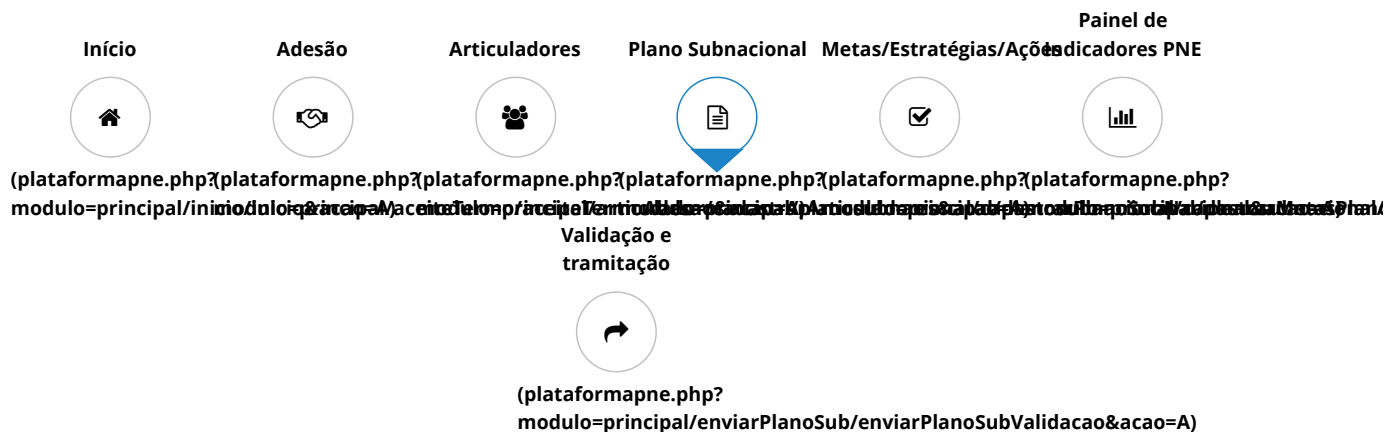 Início
Adesão
Articuladores
Plano Subnacional
Metas/Estratégias/Ações
Painel de
Indicadores PNE
(plataformapne.php?
(plataformapne.php?
(plataformapne.php?
(plataformapne.php?
(plataformapne.php?
(plataformapne.php?
modulo=principal/inicio/
Validação e
tramitação
(plataformapne.php?
modulo=principal/enviarPlanoSub/enviarPlanoSubValidacao&acao=A)